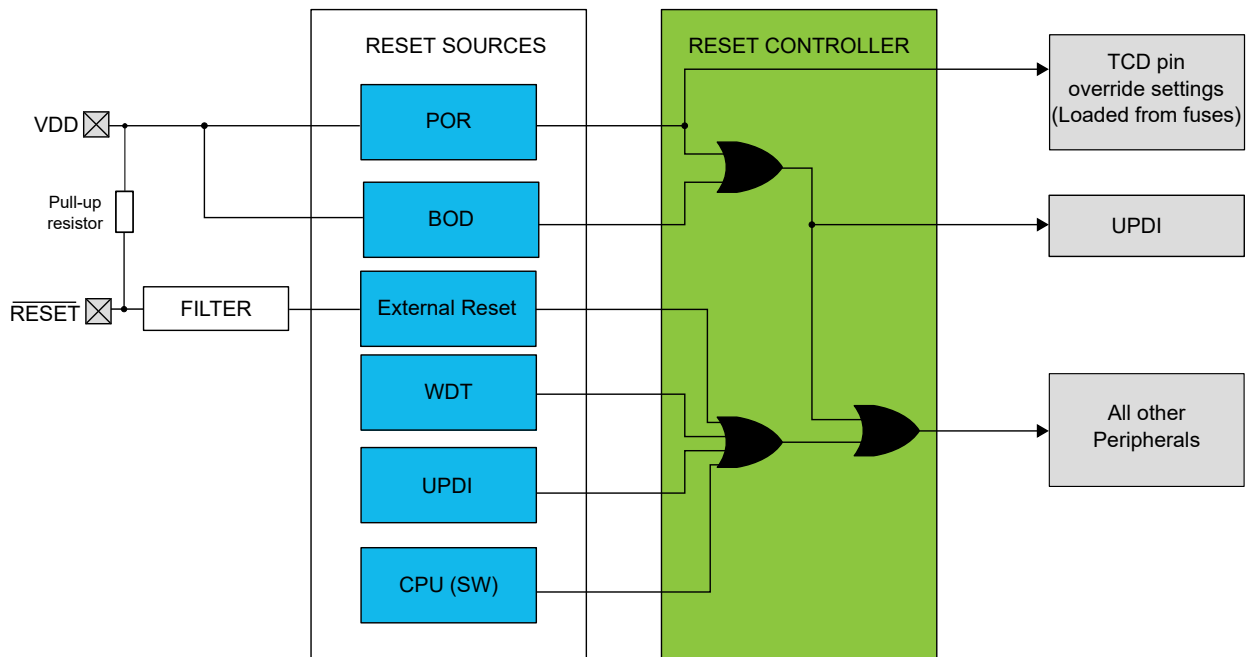 RESET SOURCES
RESET CONTROLLER
TCD pin
override settings
(Loaded from fuses)
VDD
POR
Pull-up
resistor
BOD
UPDI
RESET
FILTER
External Reset
WDT
All other
Peripherals
UPDI
CPU (SW)